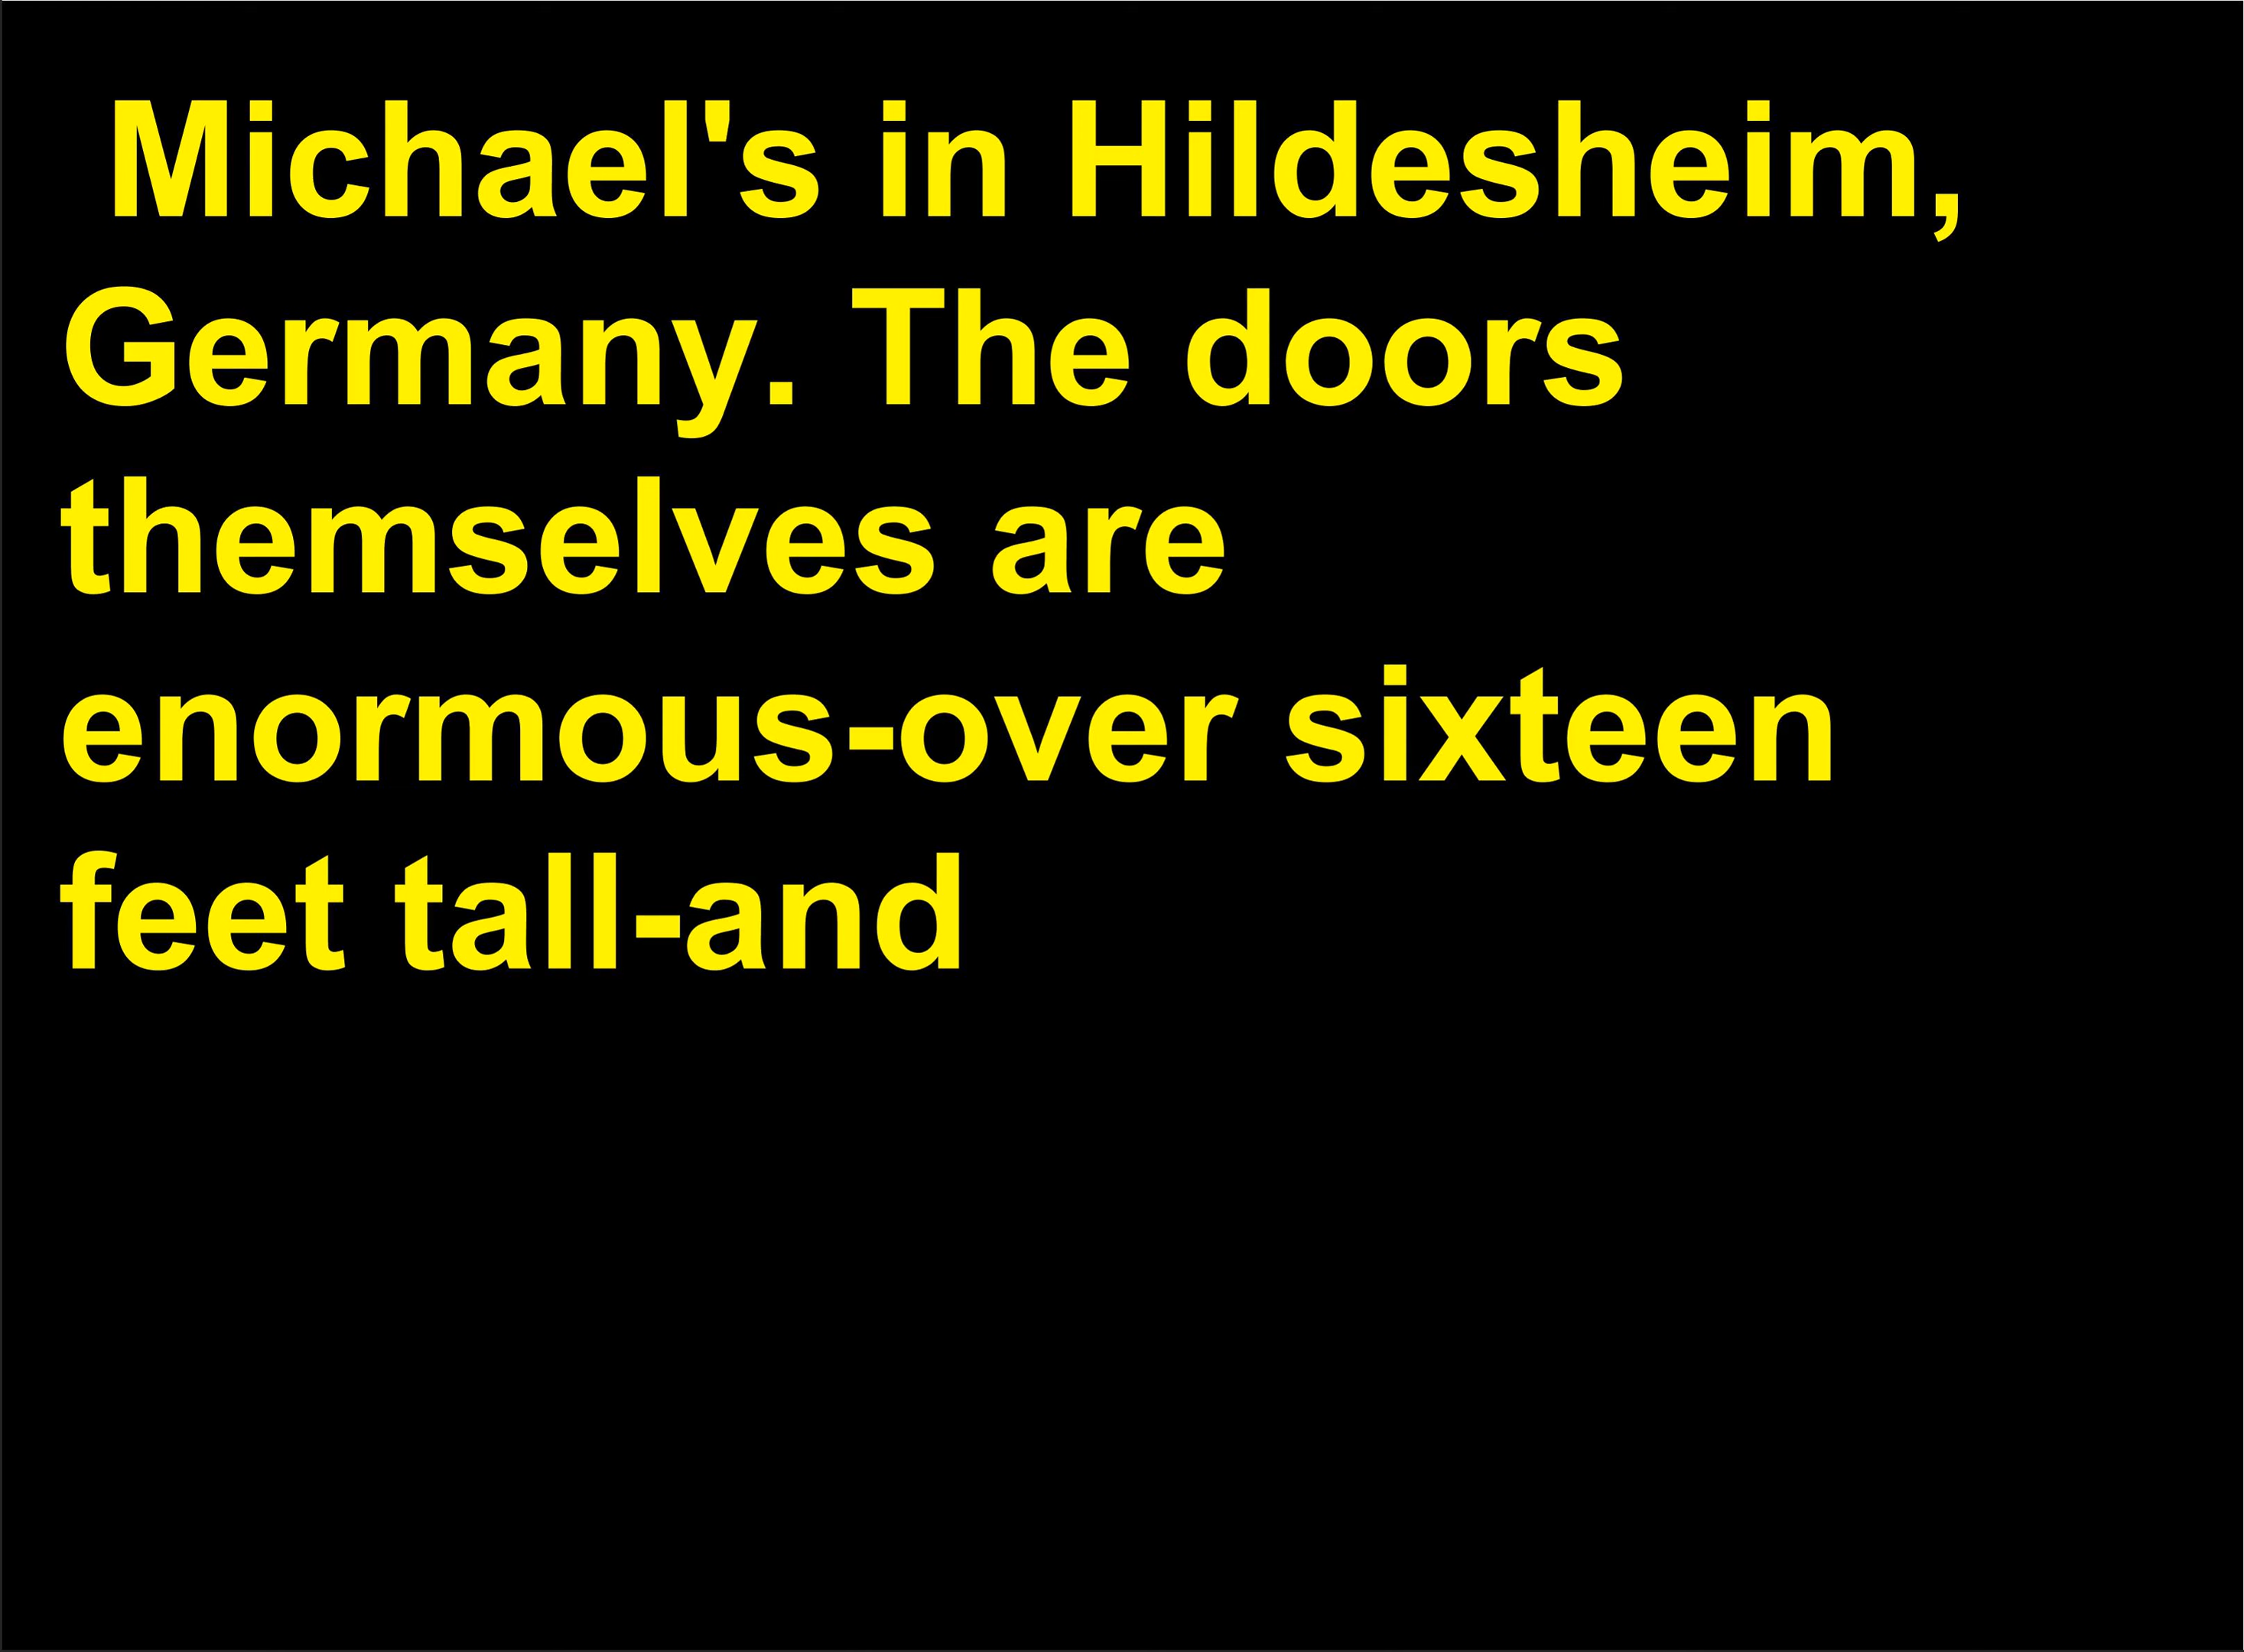 Michael's in Hildesheim,
Germany.  The doors
themselves are
enormous-over sixteen
feet tall-and